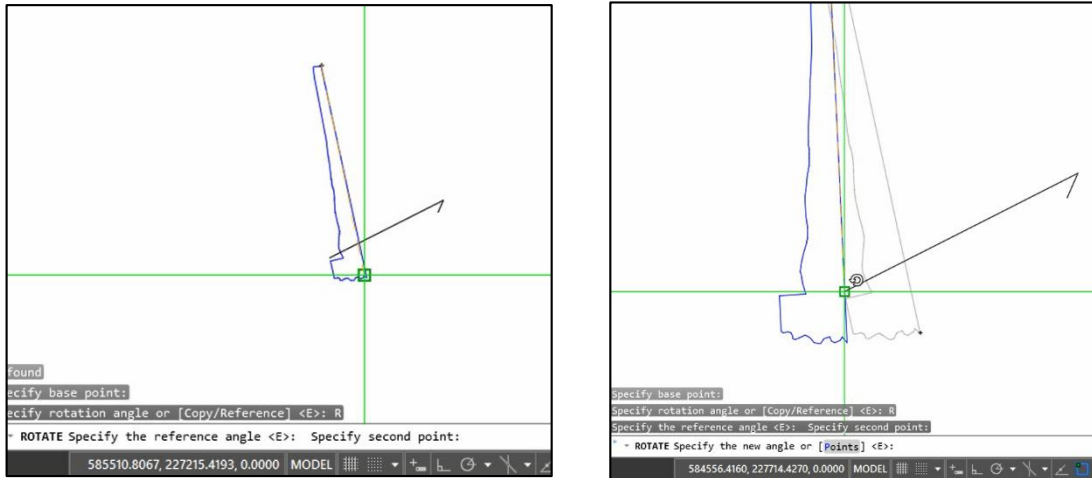 found
ecify base point:
ecify rotation angle or [Copy/Reference] <E>: R
ROTATE Specify the reference angle <E>: Specify second point:
585510.8067, 227215.4193, 0.0000 MODEL
Specify base point:
Specify rotation angle or [Copy/Reference] <E>: R
Specify the reference angle <E>: Specify second point:
ROTATE Specify the new angle or [Points] <E>:
584556.4160, 227714.4270, 0.0000 MODEL